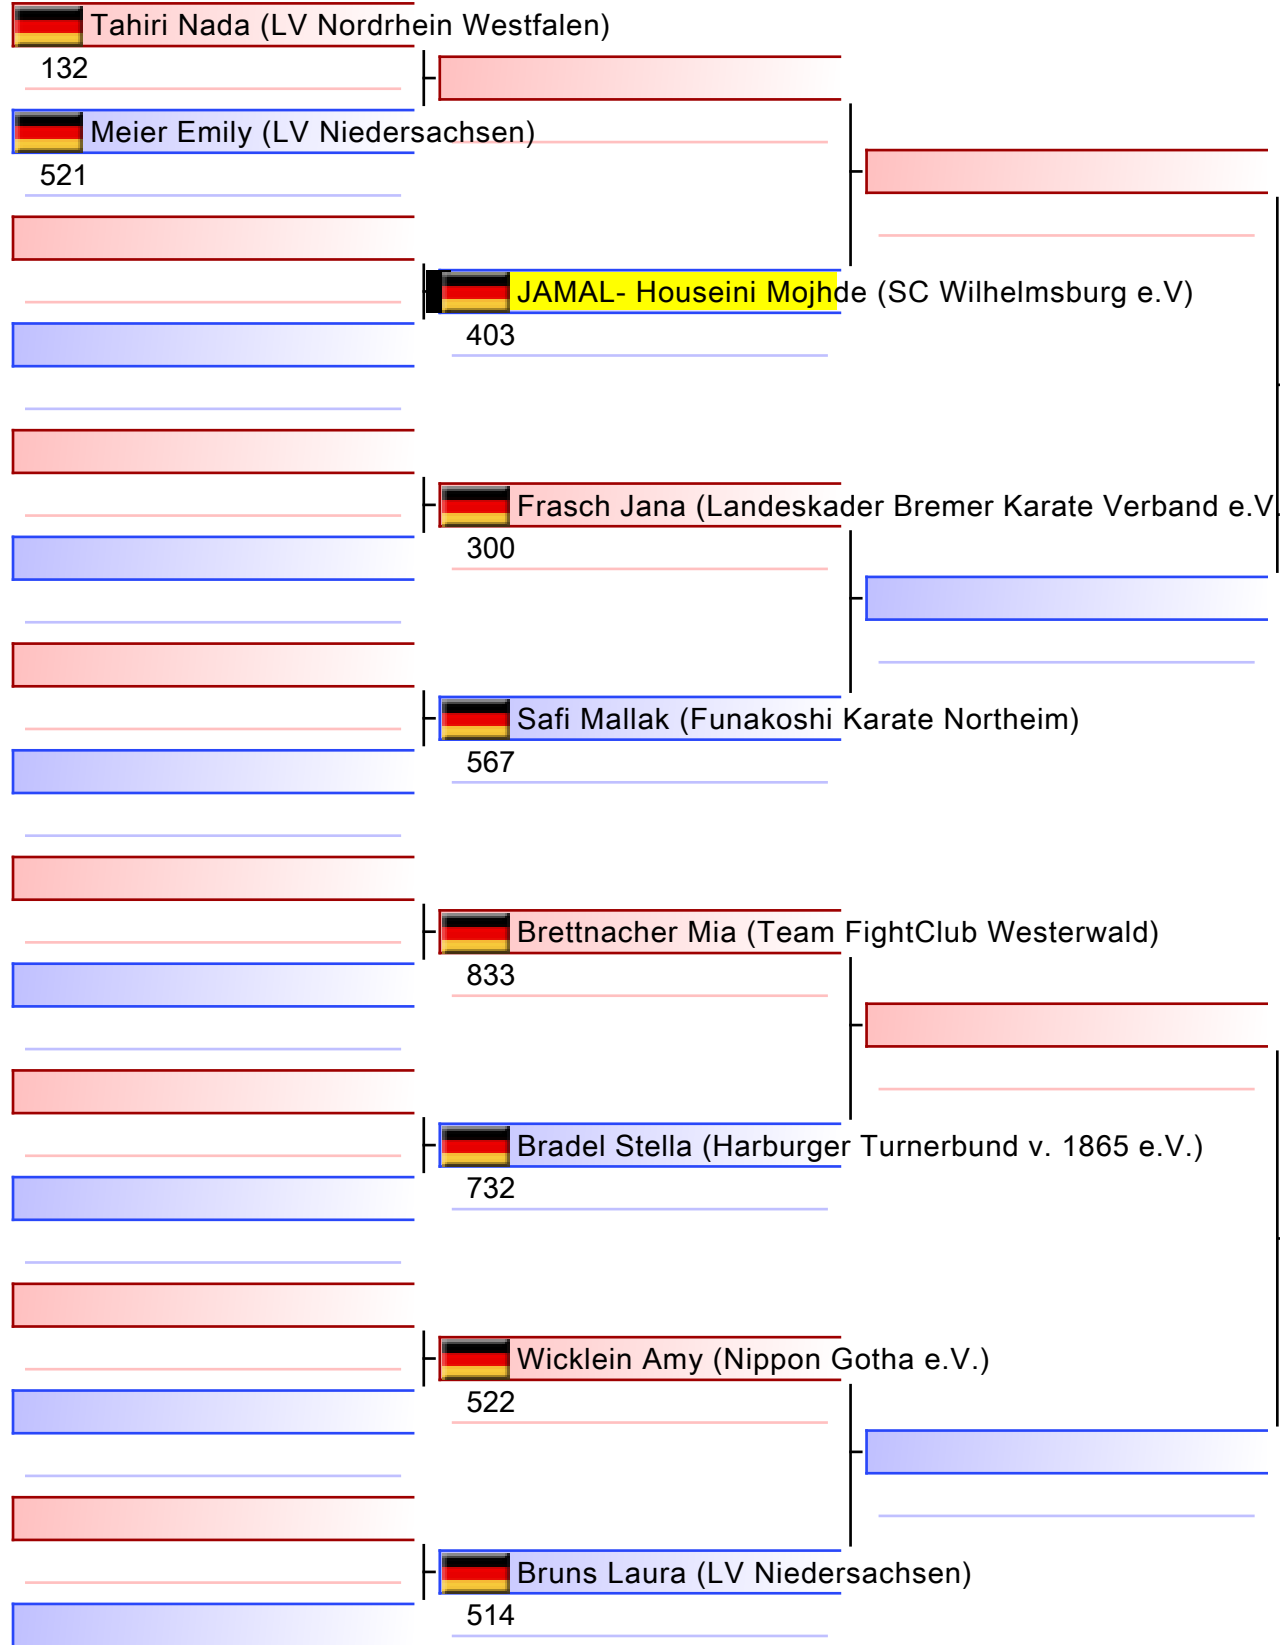 Tahiri Nada (LV Nordrhein Westfalen)
132
Meier Emily (LV Niedersachsen)
521
JAMAL- Houseini Mojhde (SC Wilhelmsburg e.V)
403
Frasch Jana (Landeskader Bremer Karate Verband e.V.
300
Safi Mallak (Funakoshi Karate Northeim)
567
Brettnacher Mia (Team FightClub Westerwald)
833
Bradel Stella (Harburger Turnerbund v. 1865 e.V.)
732
Wicklein Amy (Nippon Gotha e.V.)
522
Bruns Laura (LV Niedersachsen)
514